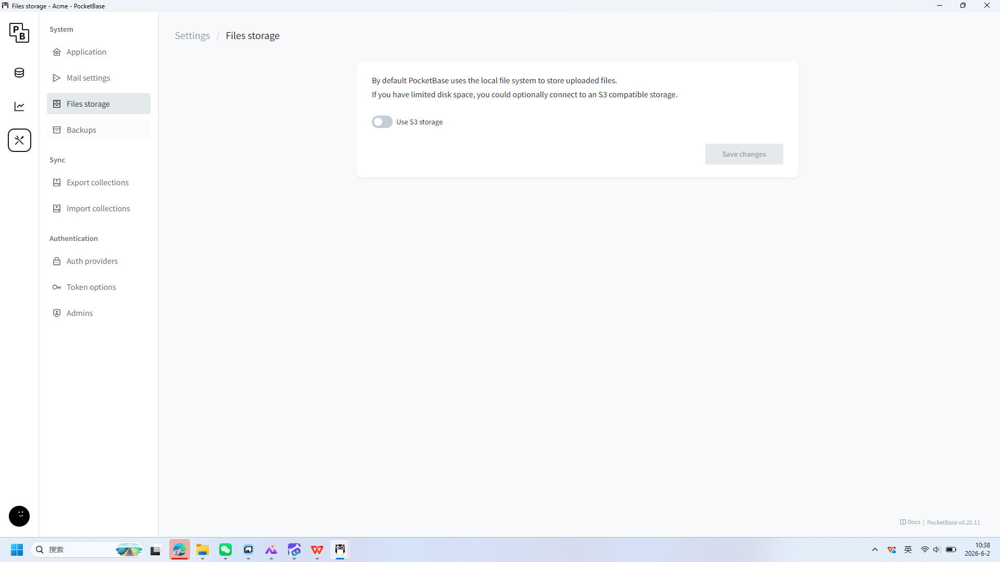 Files storage - Acme - PocketBase
P
B
System
Application
Mail settings
Files storage
Backups
Sync
Export collections
Import collections
Authentication
Auth providers
Token options
Admins
Settings / Files storage
By default PocketBase uses the local file system to store uploaded files.
If you have limited disk space, you could optionally connect to an S3 compatible storage.
Use S3 storage
Save changes
Docs | PocketBase v0.22.11
搜索
英
10:38
2026-6-2